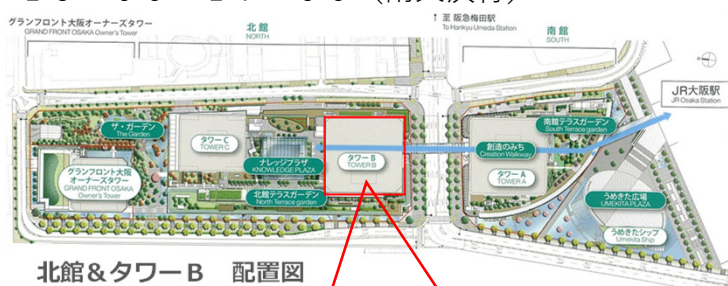 グランフロント大阪オーナーズタワー
GRAND FRONT OSAKA Owner's Tower
北館
NORTH
↑ 至 阪急梅田駅
To Hankyu Umeda Station
南館
SOUTH
JR大阪駅
JR Osaka Station
ザ・ガーデン
The Garden
タワーC
TOWER C
ナレッジプラザ
KNOWLEDGE PLAZA
タワーB
TOWER B
南館テラスガーデン
South Terrace garden
創造のみち
Creation Walkway
タワーA
TOWER A
グランフロント大阪
オーナーズタワー
GRAND FRONT OSAKA
Owner's Tower
北館テラスガーデン
North Terrace garden
うめきた広場
UMEKITA PLAZA
うめきたシップ
Umekita Ship
北館&タワーB 配置図